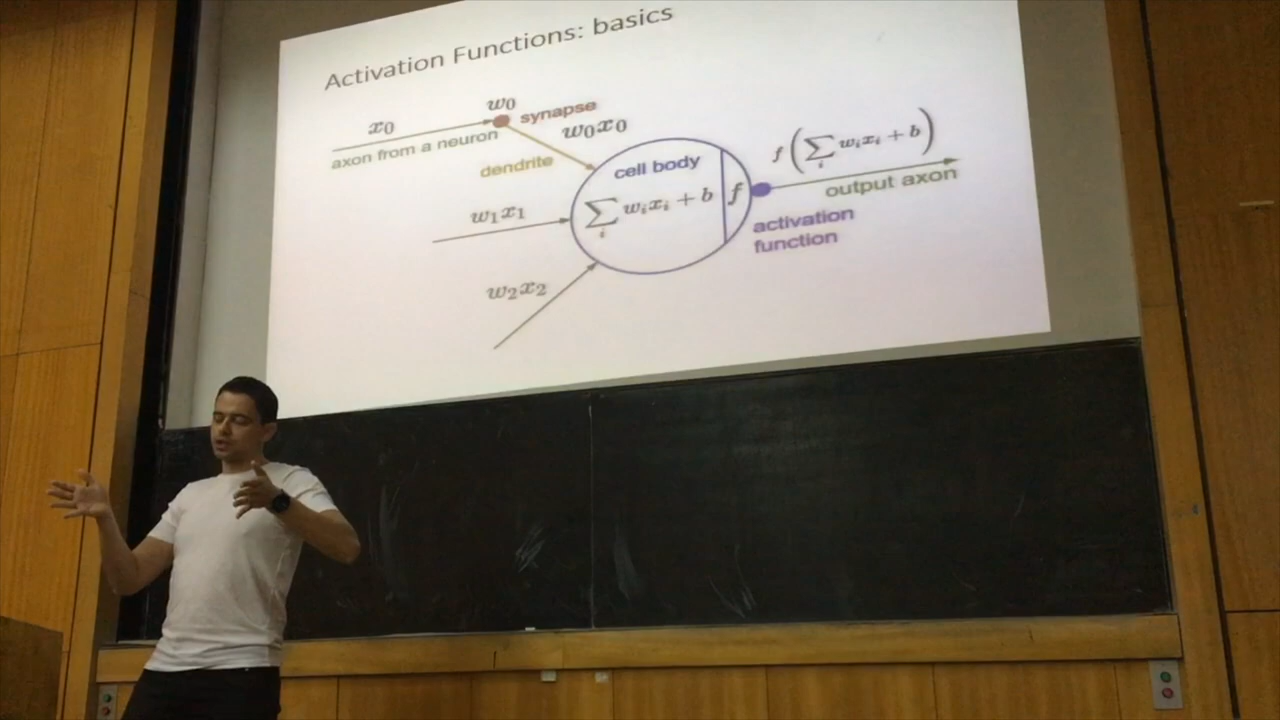 Activation Functions: basics
x₀
w₀
synapse
axon from a neuron
w₀x₀
dendrite
cell body
f(∑ᵢ wᵢxᵢ + b)
w₁x₁
∑ᵢ wᵢxᵢ + b
f
output axon
activation
function
w₂x₂